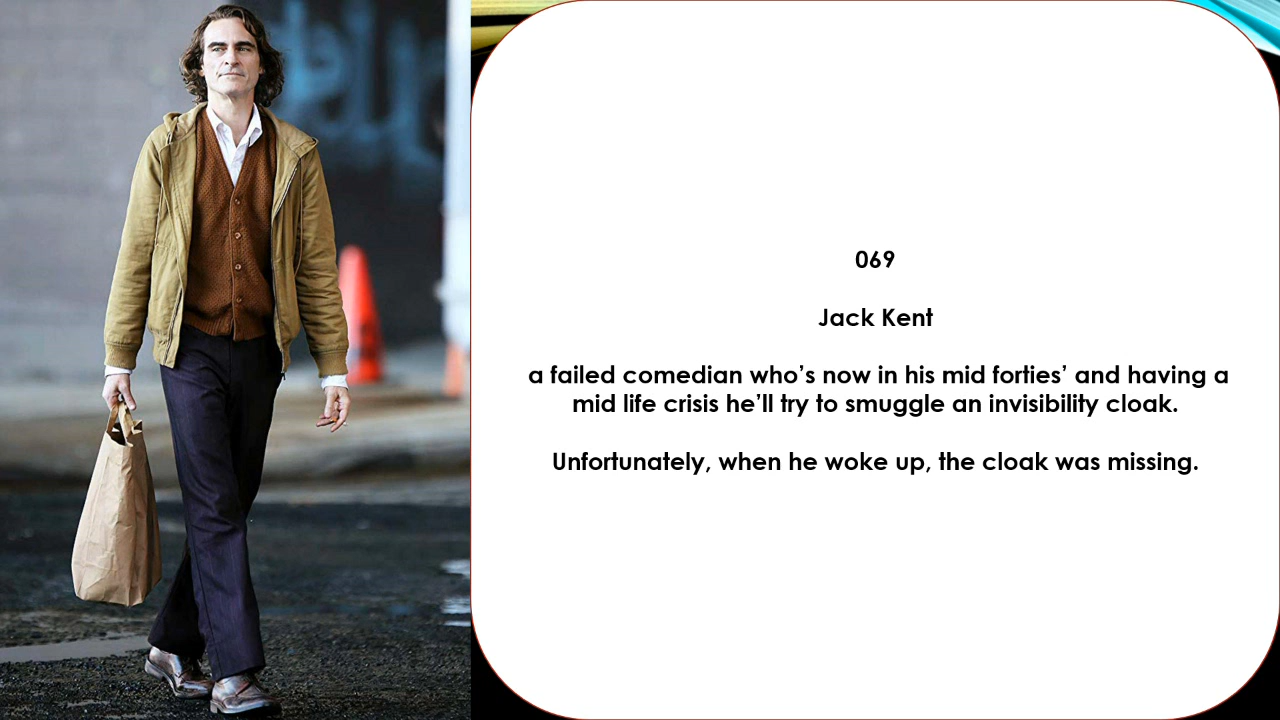 069
Jack Kent
a failed comedian who’s now in his mid forties’ and having a
mid life crisis he’ll try to smuggle an invisibility cloak.
Unfortunately, when he woke up, the cloak was missing.